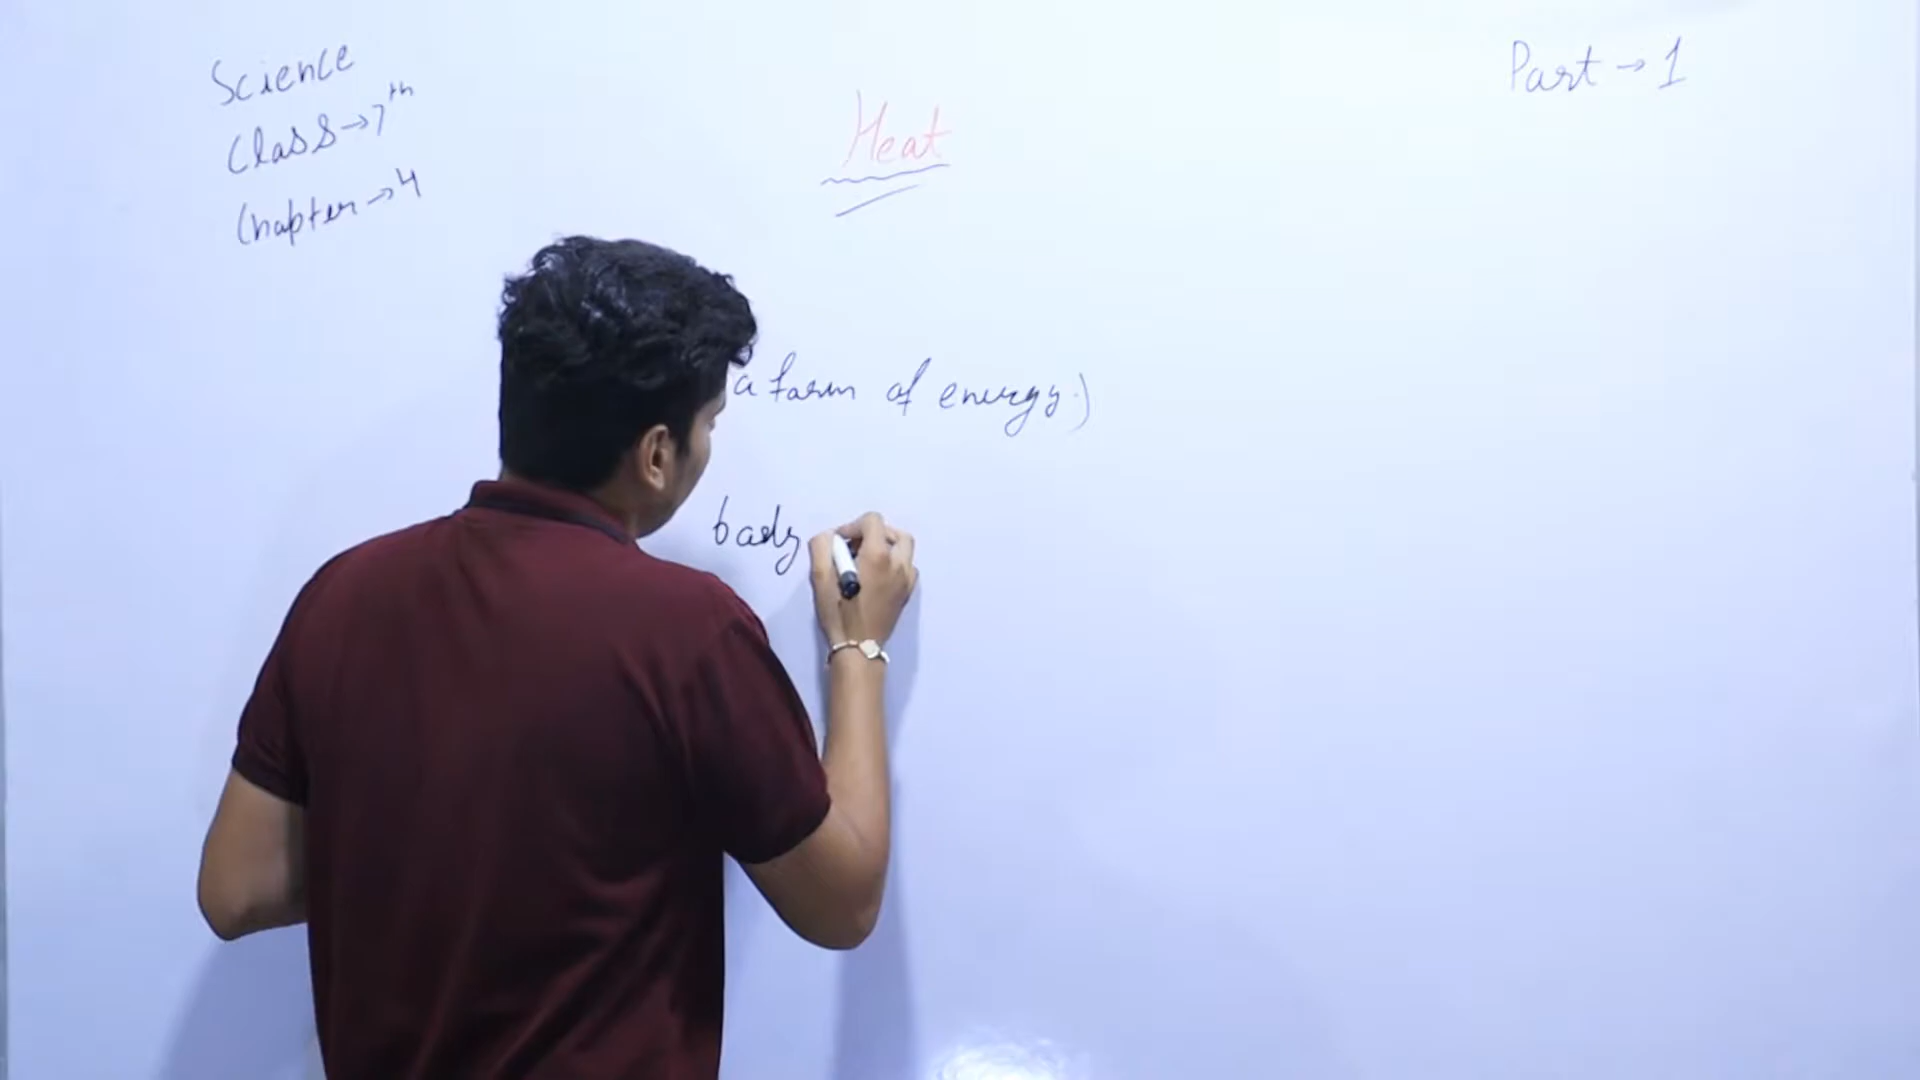 Science
Class→7th
Chapter→4
Heat
Part→1
a form of energy.)
body